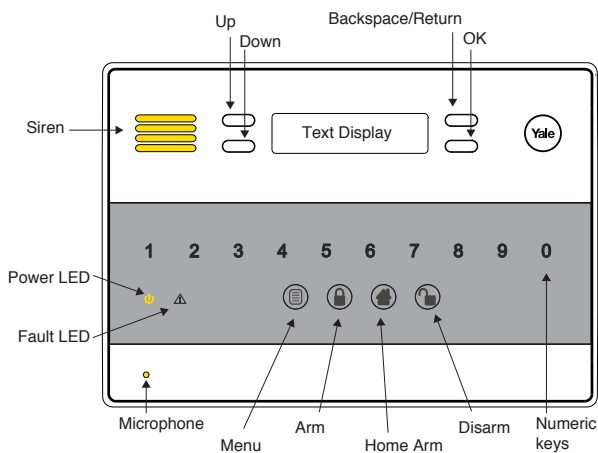 Up
Backspace/Return
Down
OK
Siren
Text Display
Yale
1 2 3 4 5 6 7 8 9 0
Power LED
Fault LED
Microphone
Menu
Arm
Home Arm
Disarm
Numeric
keys